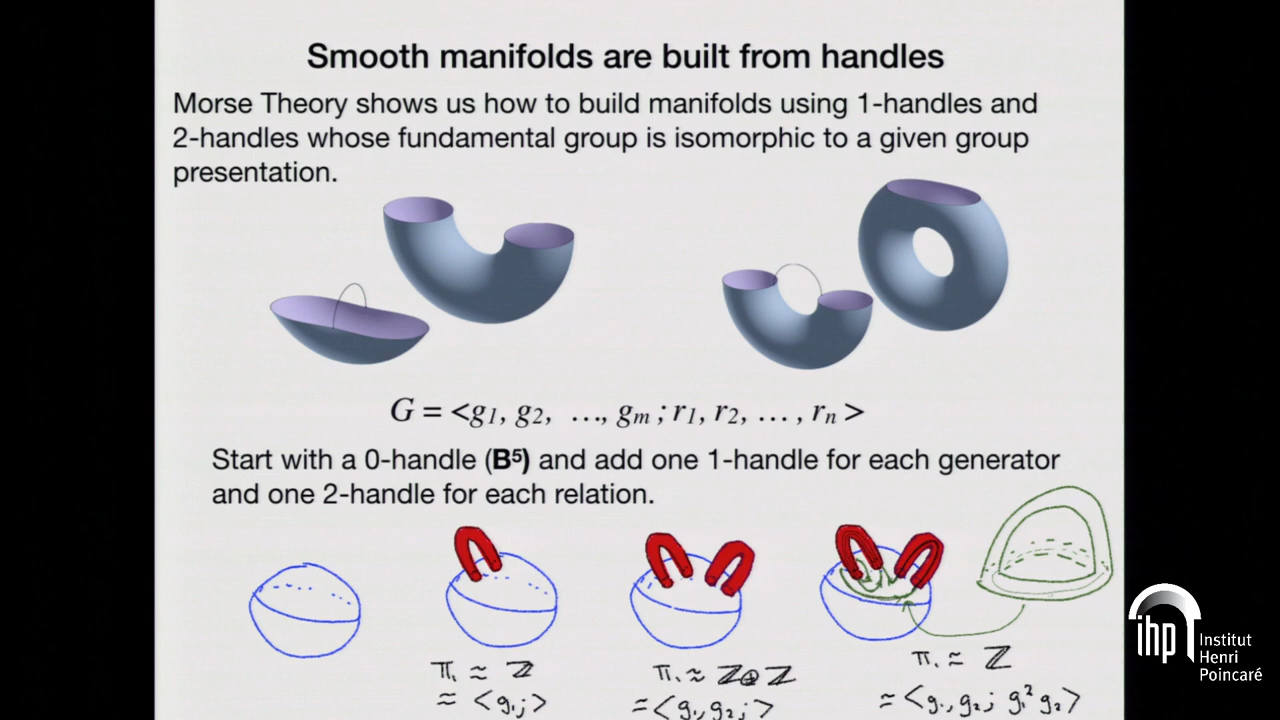 Smooth manifolds are built from handles
Morse Theory shows us how to build manifolds using 1-handles and
2-handles whose fundamental group is isomorphic to a given group
presentation.
G = <g1, g2, ..., gm ; r1, r2, ... , rn >
Start with a 0-handle (B⁵) and add one 1-handle for each generator
and one 2-handle for each relation.
π₁ ≈ ℤ
≈ <g₁;>
π₁ ≈ ℤ⊕ℤ
≈ <g₁, g₂;>
π₁ ≈ ℤ
≈ <g₁, g₂; g₁² g₂>
ihp
Institut
Henri
Poincaré